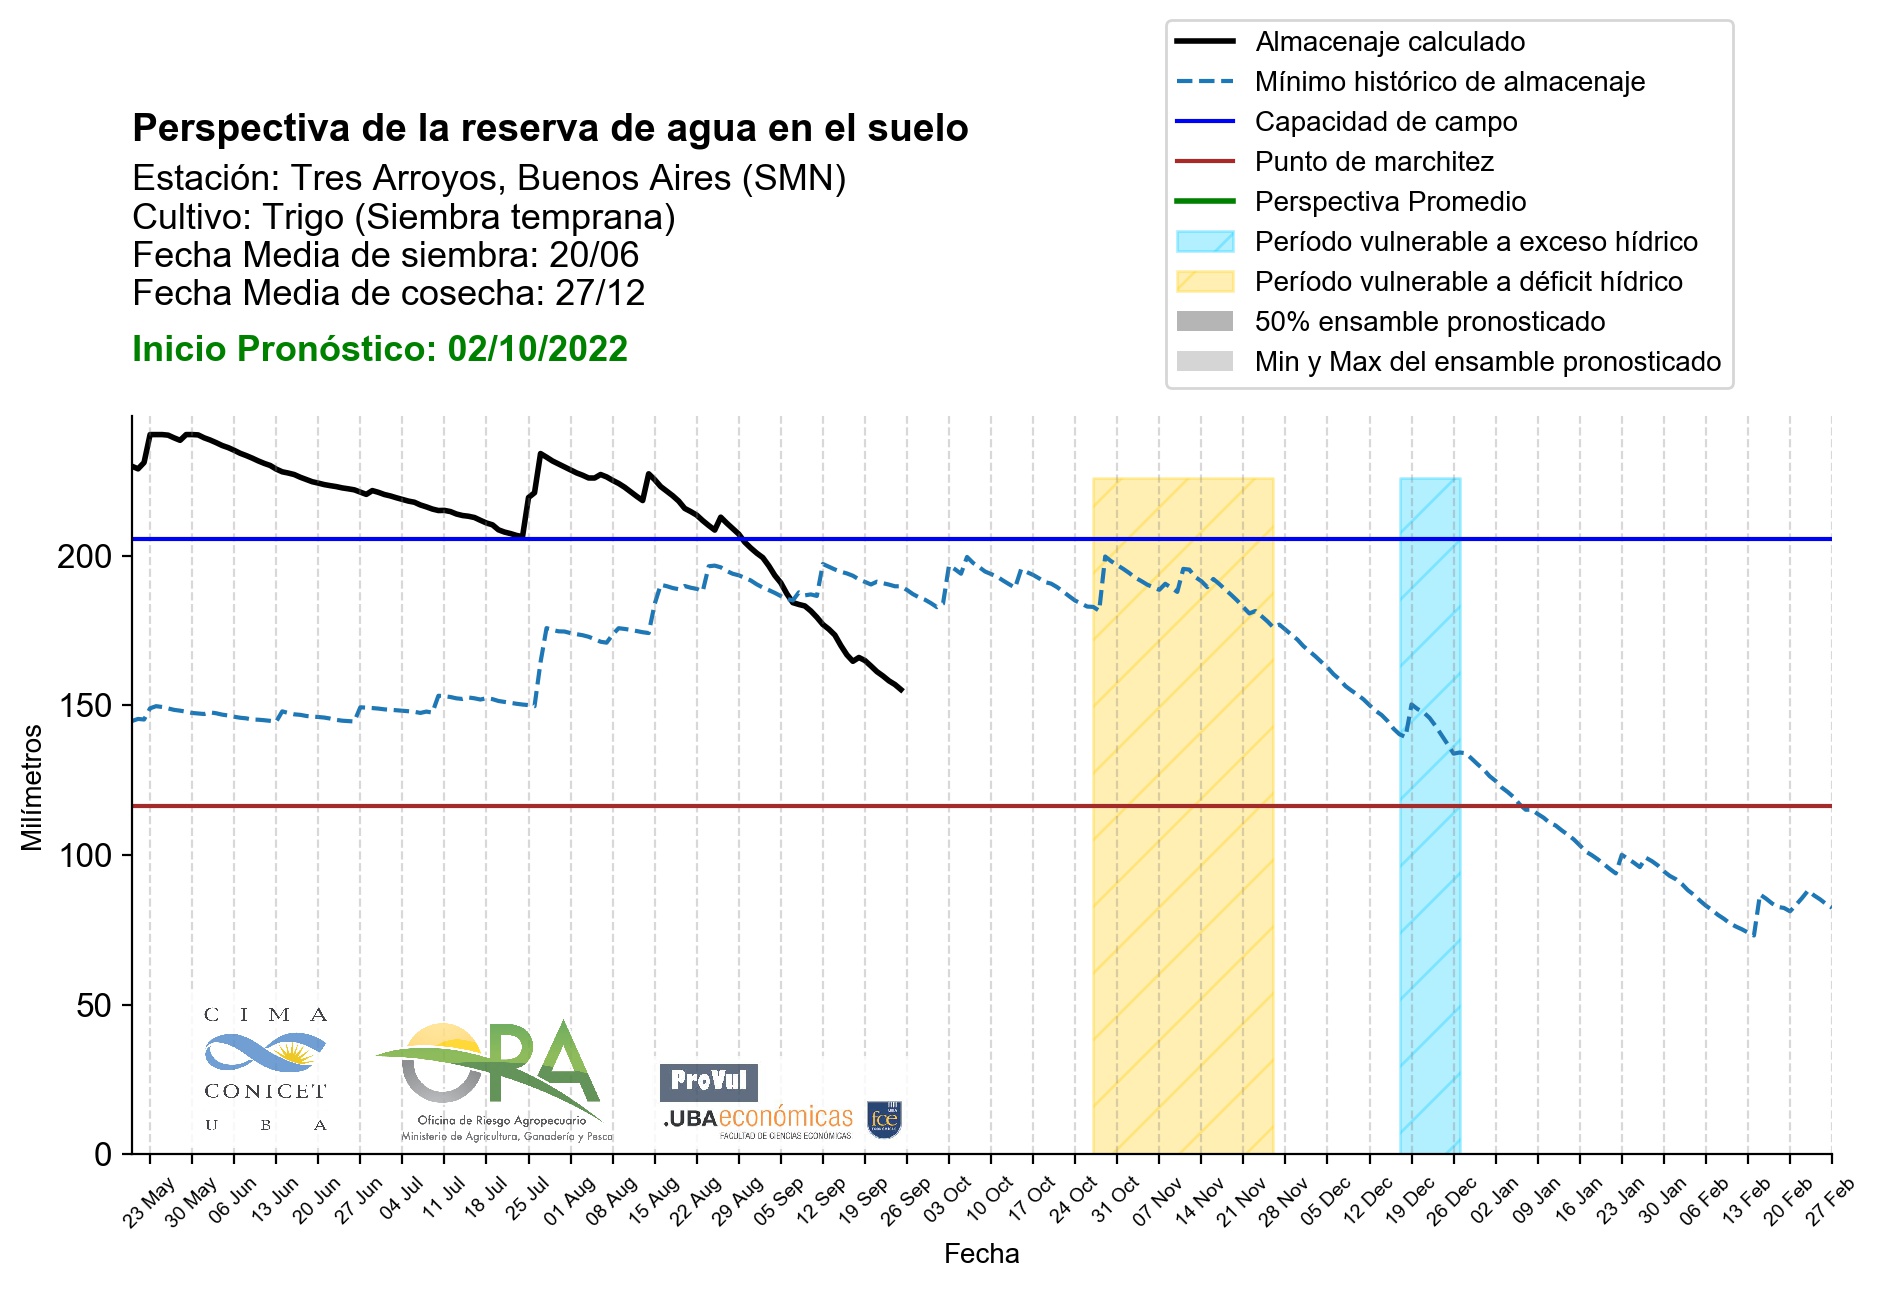 Almacenaje calculado
Mínimo histórico de almacenaje
Capacidad de campo
Punto de marchitez
Perspectiva Promedio
Período vulnerable a exceso hídrico
Período vulnerable a déficit hídrico
50% ensamble pronosticado
Min y Max del ensamble pronosticado
Perspectiva de la reserva de agua en el suelo
Estación: Tres Arroyos, Buenos Aires (SMN)
Cultivo: Trigo (Siembra temprana)
Fecha Media de siembra: 20/06
Fecha Media de cosecha: 27/12
Inicio Pronóstico: 02/10/2022
Milímetros
200
150
100
50
0
C I M A
CONICET
U B A
ORA
Oficina de Riesgo Agropecuario
Ministerio de Agricultura, Ganadería y Pesca
ProVul
.UBAeconómicas
FACULTAD DE CIENCIAS ECONÓMICAS
fce
23 May
30 May
06 Jun
13 Jun
20 Jun
27 Jun
04 Jul
11 Jul
18 Jul
25 Jul
01 Aug
08 Aug
15 Aug
22 Aug
29 Aug
05 Sep
12 Sep
19 Sep
26 Sep
03 Oct
10 Oct
17 Oct
24 Oct
31 Oct
07 Nov
14 Nov
21 Nov
28 Nov
05 Dec
12 Dec
19 Dec
26 Dec
02 Jan
09 Jan
16 Jan
23 Jan
30 Jan
06 Feb
13 Feb
20 Feb
27 Feb
Fecha